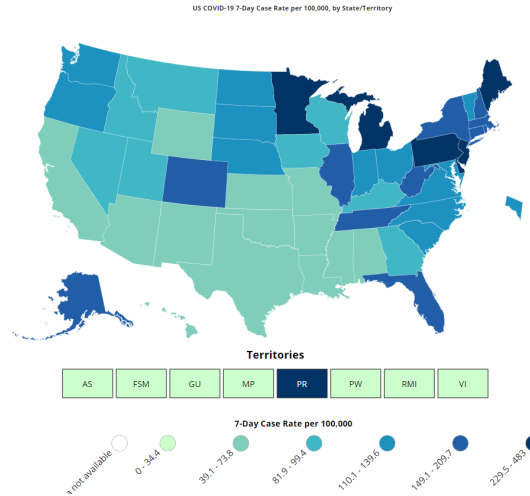 US COVID-19 7-Day Case Rate per 100,000, by State/Territory
Territories
AS FSM GU MP PR PW RMI VI
7-Day Case Rate per 100,000
a not available 0 - 34.4 39.1 - 73.8 81.9 - 99.4 110.1 - 139.6 149.1 - 209.7 229.5 - 483